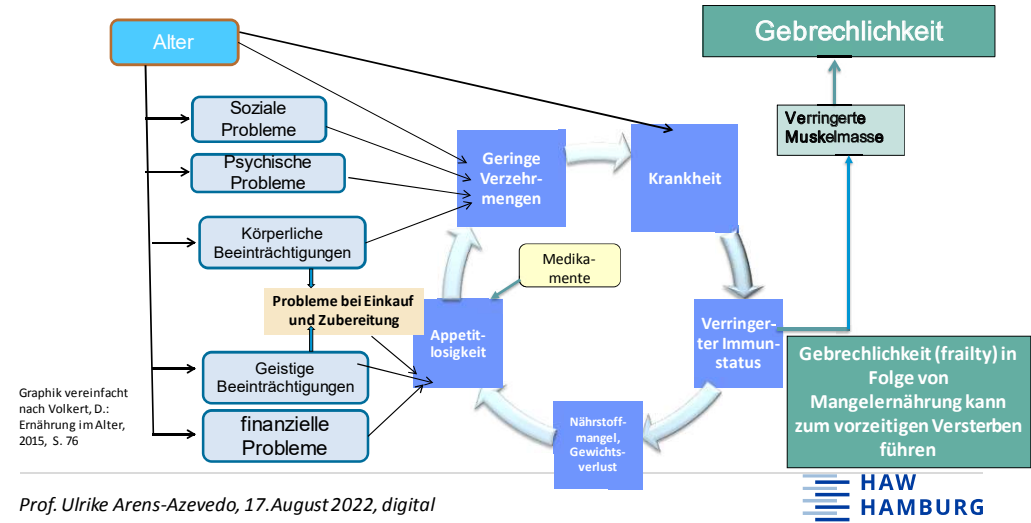 Alter
Gebrechlichkeit
Soziale
Probleme
Psychische
Probleme
Körperliche
Beeinträchtigungen
Probleme bei Einkauf
und Zubereitung
Geistige
Beeinträchtigungen
finanzielle
Probleme
Geringe
Verzehr-
mengen
Krankheit
Verringerte
Muskelmasse
Medika-
mente
Appetit-
losigkeit
Verringer-
ter Immun-
status
Nährstoff-
mangel,
Gewichts-
verlust
Gebrechlichkeit (frailty) in
Folge von
Mangelernährung kann
zum vorzeitigen Versterben
führen
Graphik vereinfacht
nach Volkert, D.:
Ernährung im Alter,
2015, S. 76
Prof. Ulrike Arens-Azevedo, 17.August 2022, digital
HAW
HAMBURG